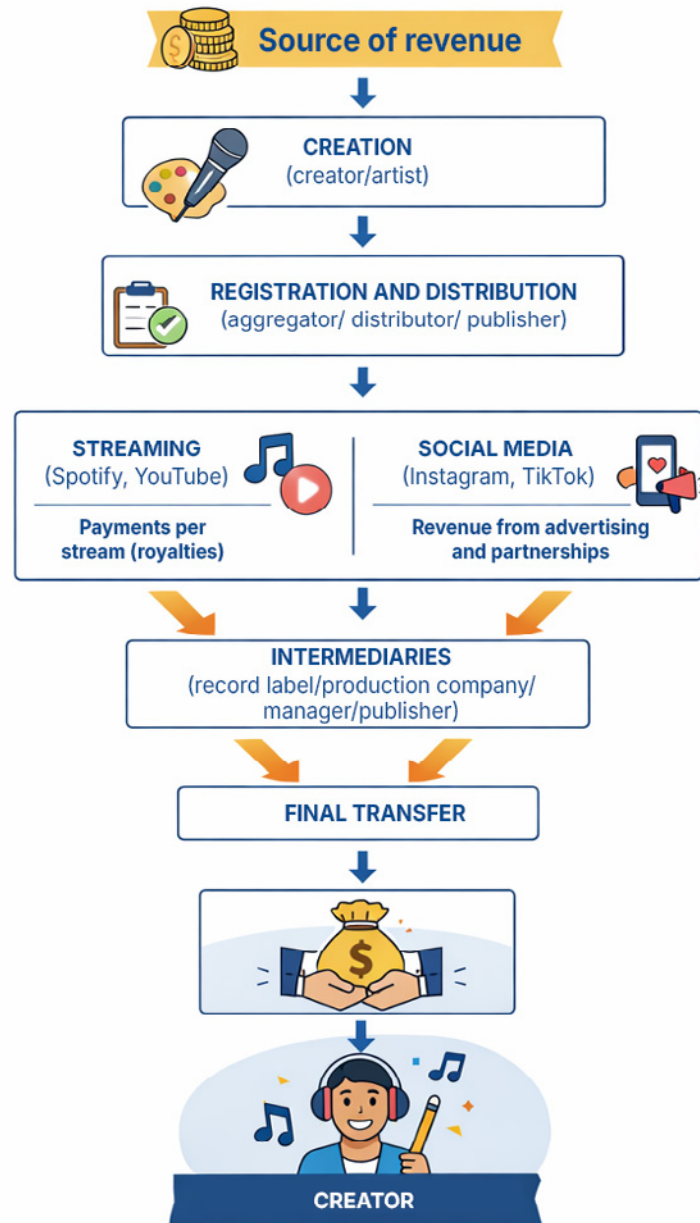 Source of revenue
CREATION
(creator/artist)
REGISTRATION AND DISTRIBUTION
(aggregator/ distributor/ publisher)
STREAMING
(Spotify, YouTube)
Payments per
stream (royalties)
SOCIAL MEDIA
(Instagram, TikTok)
Revenue from advertising
and partnerships
INTERMEDIARIES
(record label/production company/
manager/publisher)
FINAL TRANSFER
$
CREATOR